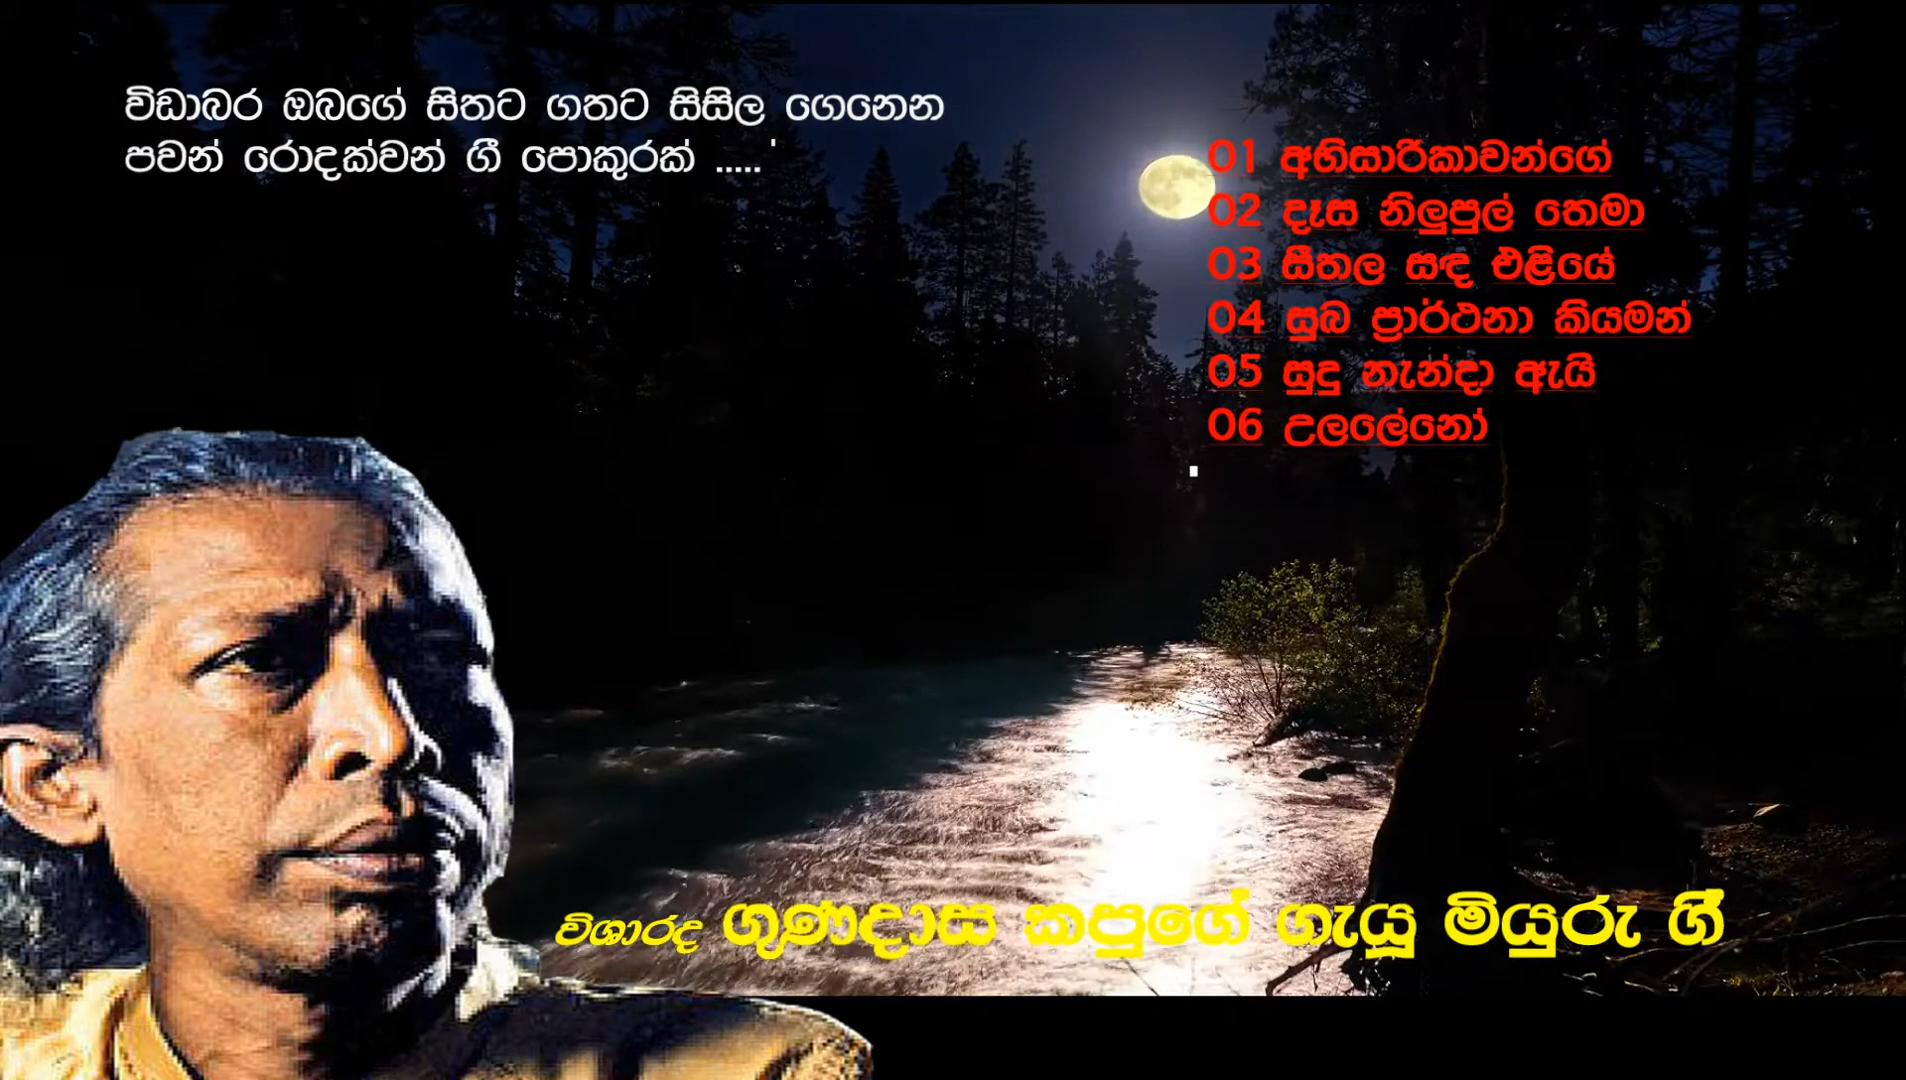 විඩාබර ඔබගේ සිතට ගතට සිසිල ගෙනෙන
පවන් රොදක්වන් ගී පොකුරක් .....'
01 අභිසාරිකාවන්ගේ
02 දෑස නිලුපුල් තෙමා
03 සීතල සඳ එළියේ
04 සුබ ප්‍රාර්ථනා කියමන්
05 සුදු නැන්දා ඇයි
06 උලලේනෝ
විශාරද ගුණදාස කපුගේ ගැයූ මියුරු ගී